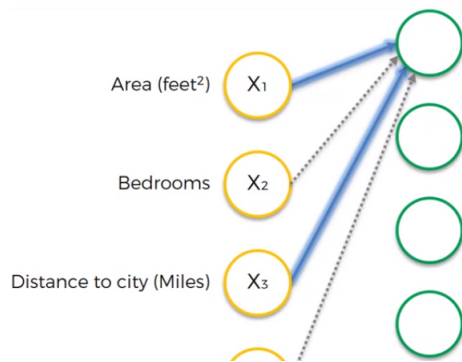 Area (feet²) X₁
Bedrooms X₂
Distance to city (Miles) X₃